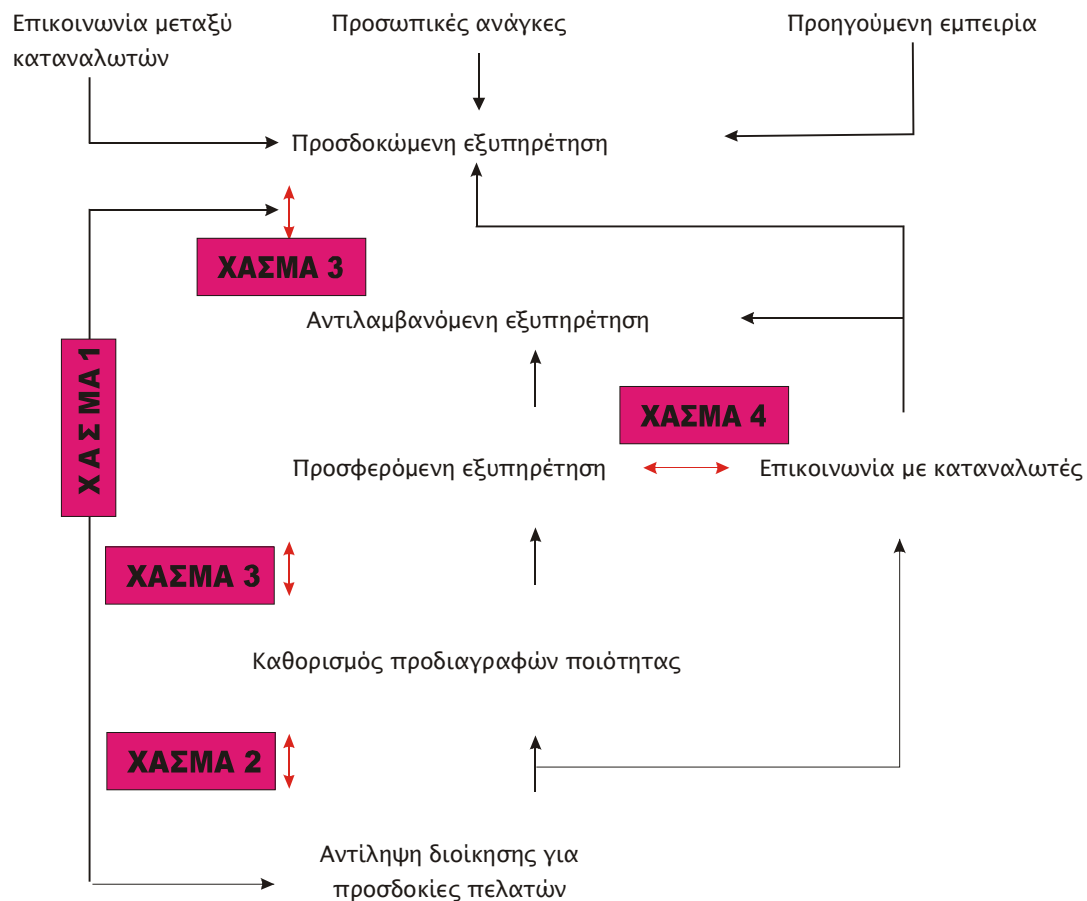 Επικοινωνία μεταξύ
καταναλωτών
Προσωπικές ανάγκες
Προηγούμενη εμπειρία
Προσδοκώμενη εξυπηρέτηση
ΧΑΣΜΑ 3
Αντιλαμβανόμενη εξυπηρέτηση
ΧΑΣΜΑ 1
ΧΑΣΜΑ 4
Προσφερόμενη εξυπηρέτηση
Επικοινωνία με καταναλωτές
ΧΑΣΜΑ 3
Καθορισμός προδιαγραφών ποιότητας
ΧΑΣΜΑ 2
Αντίληψη διοίκησης για
προσδοκίες πελατών